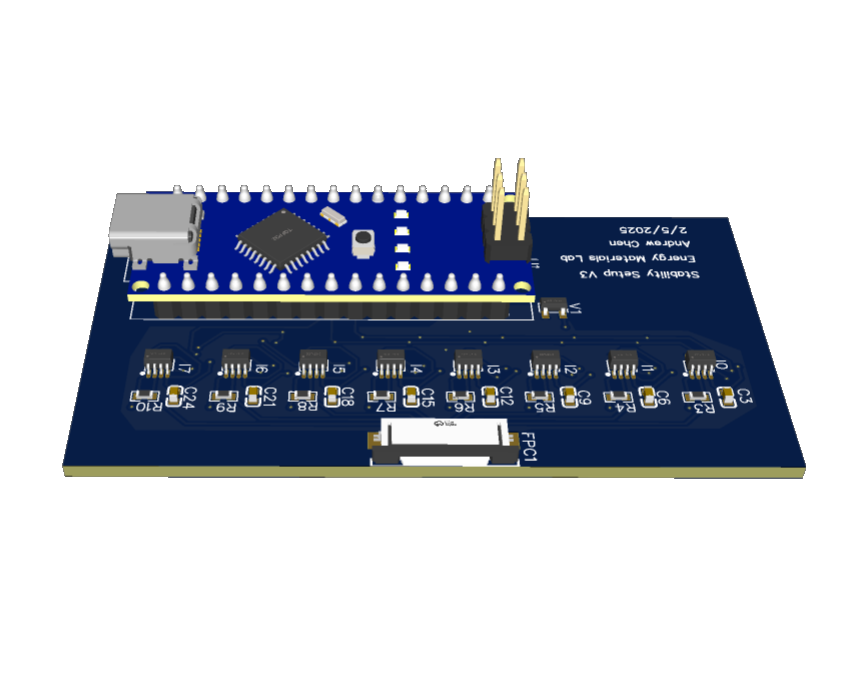 Stability Setup V3
Energy Materials Lab
Andrew Chen
2/5/2025
V1
I7
I6
I5
I4
I3
I2
I1
I0
R10
C24
R9
C21
R8
C18
R7
C15
R6
C12
R5
C9
R4
C6
R3
C3
FPC1